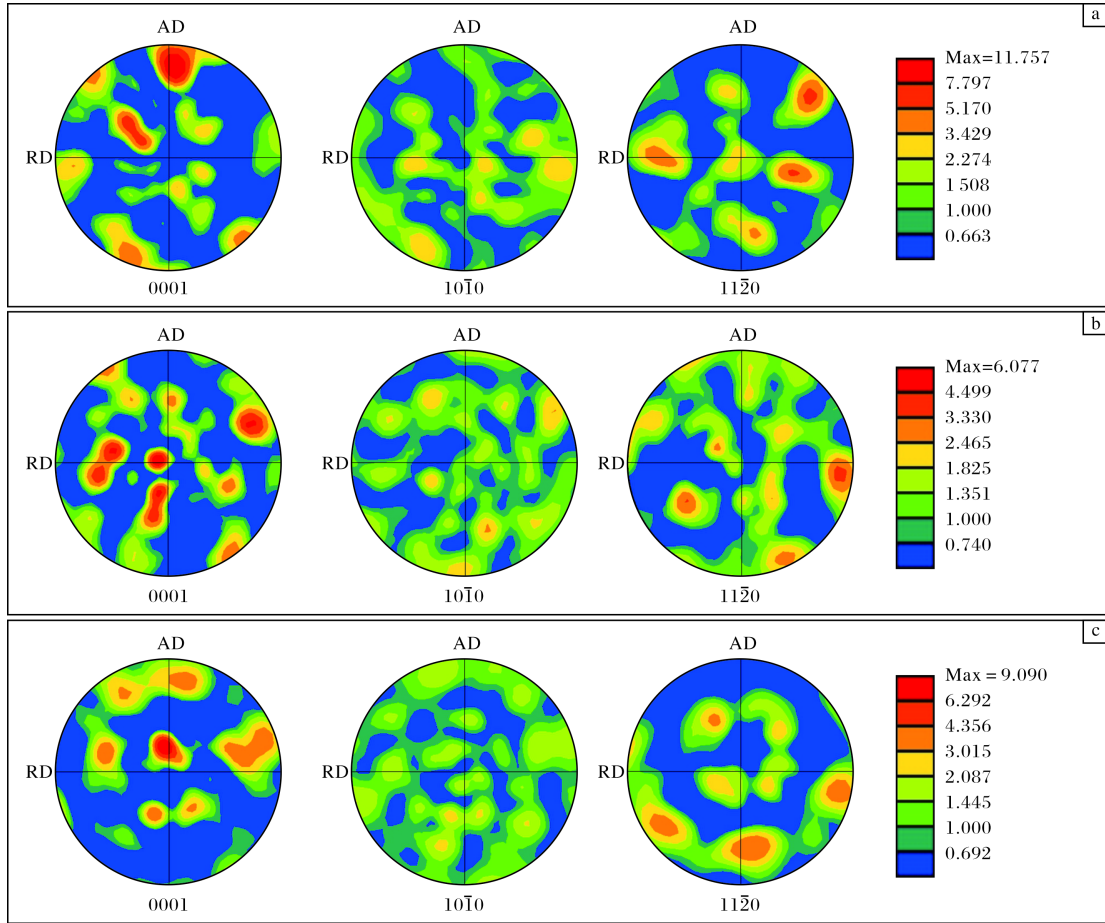 a
AD AD AD
RD RD RD
0001 101̄0 112̄0
Max=11.757
7.797
5.170
3.429
2.274
1 508
1.000
0.663
b
AD AD AD
RD RD RD
0001 101̄0 112̄0
Max=6.077
4.499
3.330
2.465
1.825
1.351
1.000
0.740
c
AD AD AD
RD RD RD
0001 101̄0 112̄0
Max = 9.090
6.292
4.356
3.015
2.087
1.445
1.000
0.692